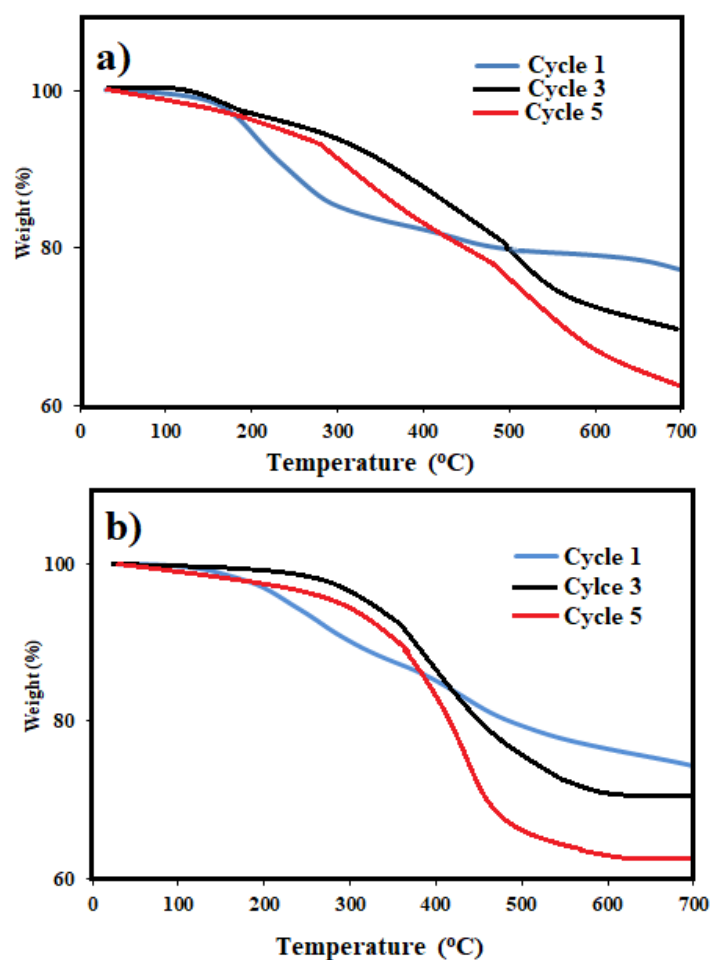 a)
Cycle 1
Cycle 3
Cycle 5
100
80
60
Weight (%)
0 100 200 300 400 500 600 700
Temperature (ºC)
b)
Cycle 1
Cylce 3
Cycle 5
100
80
60
Weight (%)
0 100 200 300 400 500 600 700
Temperature (ºC)